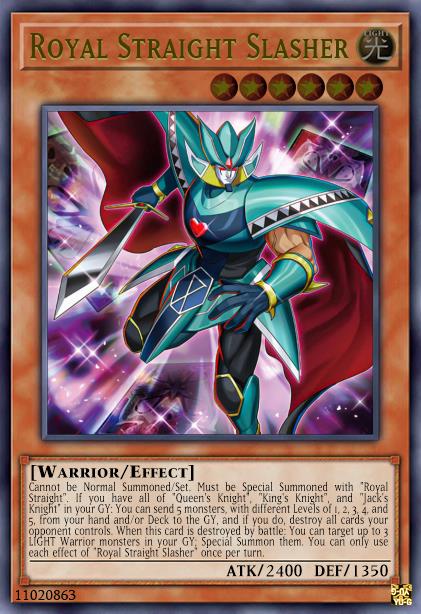 ROYAL STRAIGHT SLASHER
LIGHT
光
[WARRIOR/EFFECT]
Cannot be Normal Summoned/Set. Must be Special Summoned with "Royal
Straight". If you have all of "Queen's Knight", "King's Knight", and "Jack's
Knight" in your GY: You can send 5 monsters, with different Levels of 1, 2, 3, 4, and
5, from your hand and/or Deck to the GY, and if you do, destroy all cards your
opponent controls. When this card is destroyed by battle: You can target up to 3
LIGHT Warrior monsters in your GY; Special Summon them. You can only use
each effect of "Royal Straight Slasher" once per turn.
ATK/2400 DEF/1350
11020863